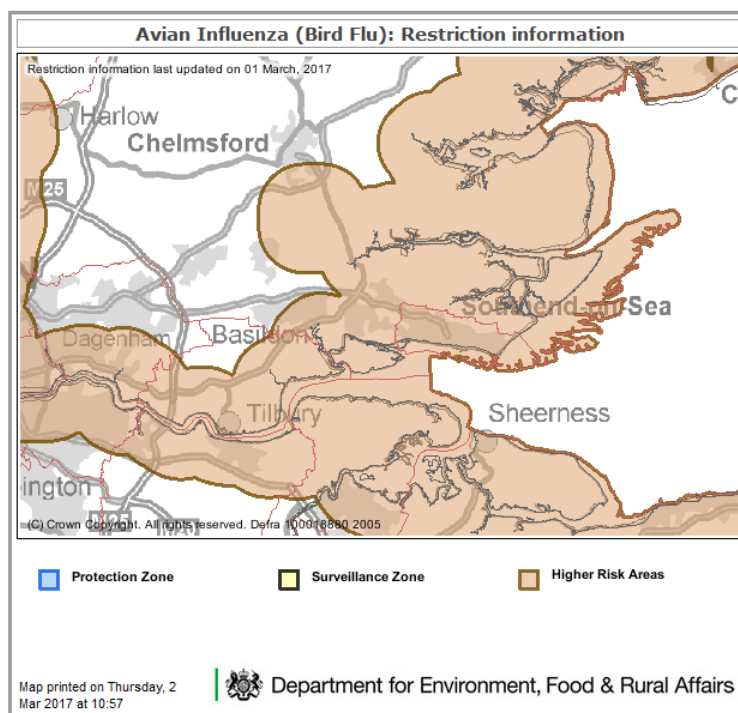 Avian Influenza (Bird Flu): Restriction information
Restriction information last updated on 01 March, 2017
Harlow
Chelmsford
C
M25
Southend-on-Sea
Basildon
Dagenham
Tilbury
Sheerness
ington
(C) Crown Copyright. All rights reserved. Defra 100018880 2005
M25
M25
Protection Zone
Surveillance Zone
Higher Risk Areas
Map printed on Thursday, 2
Mar 2017 at 10:57
Department for Environment, Food & Rural Affairs